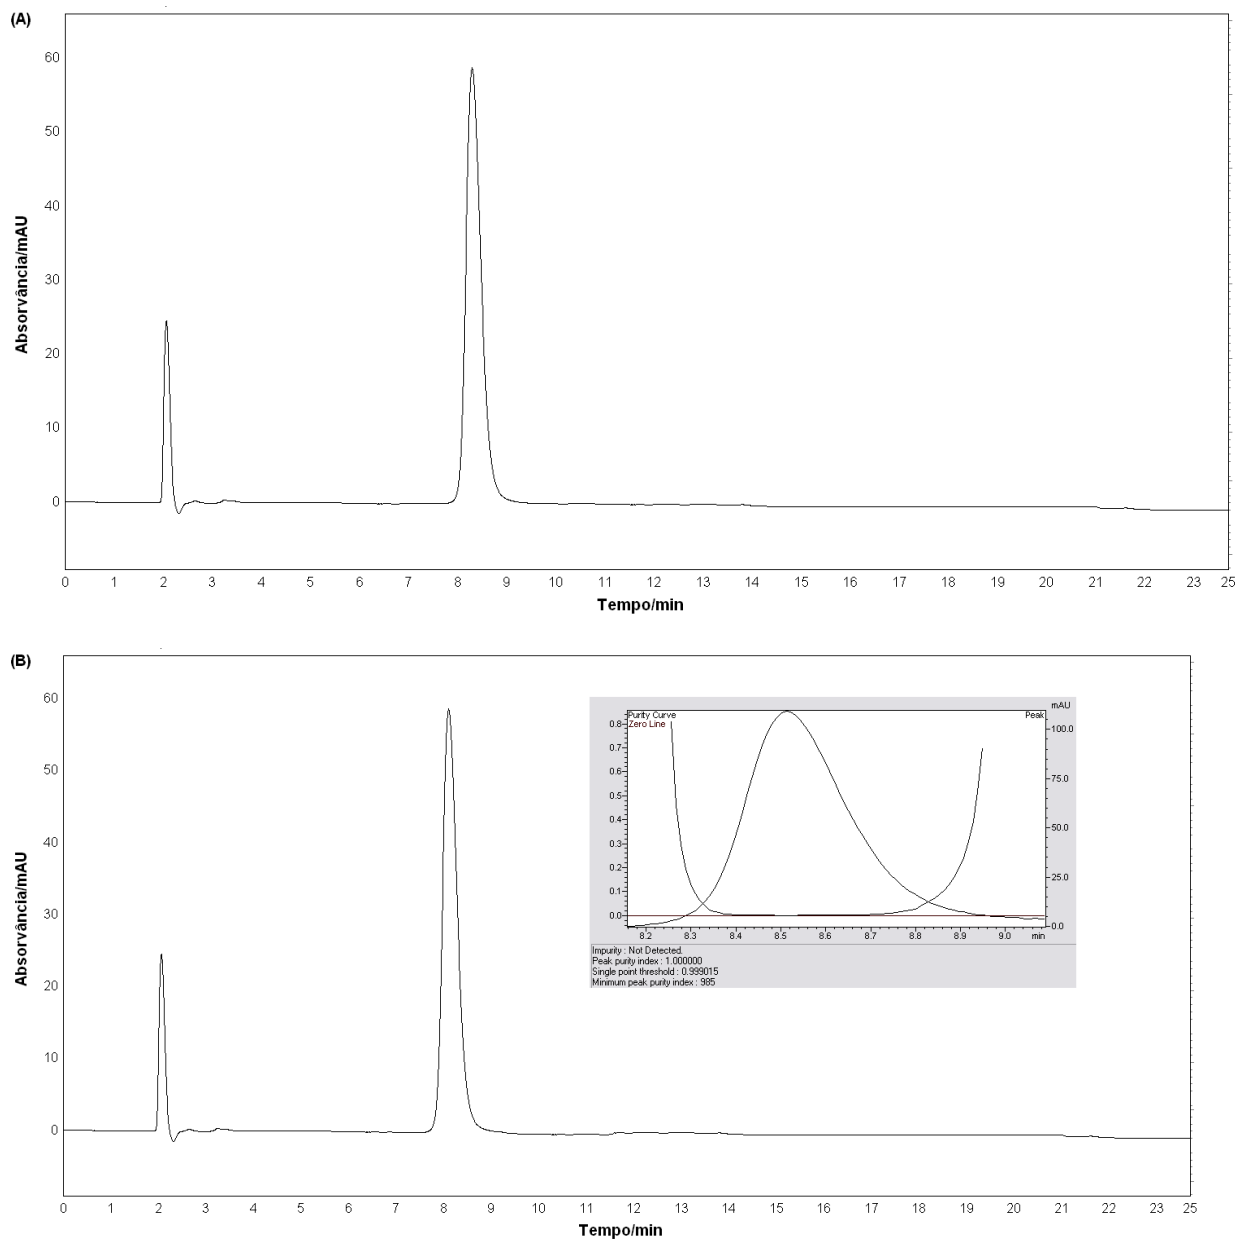 (A)
60
50
40
30
20
10
0
Absorvância/mAU
0 1 2 3 4 5 6 7 8 9 10 11 12 13 14 15 16 17 18 19 20 21 22 23 25
Tempo/min
(B)
60
50
40
30
20
10
0
Absorvância/mAU
mAU
Purity Curve Peak
Zero Line
0.8
0.7
0.6
0.5
0.4
0.3
0.2
0.1
0.0
100.0
75.0
50.0
25.0
0.0
8.2 8.3 8.4 8.5 8.6 8.7 8.8 8.9 9.0 min
Impurity : Not Detected.
Peak purity index : 1.000000
Single point threshold : 0.999015
Minimum peak purity index : 985
0 1 2 3 4 5 6 7 8 9 10 11 12 13 14 15 16 17 18 19 20 21 22 23 25
Tempo/min